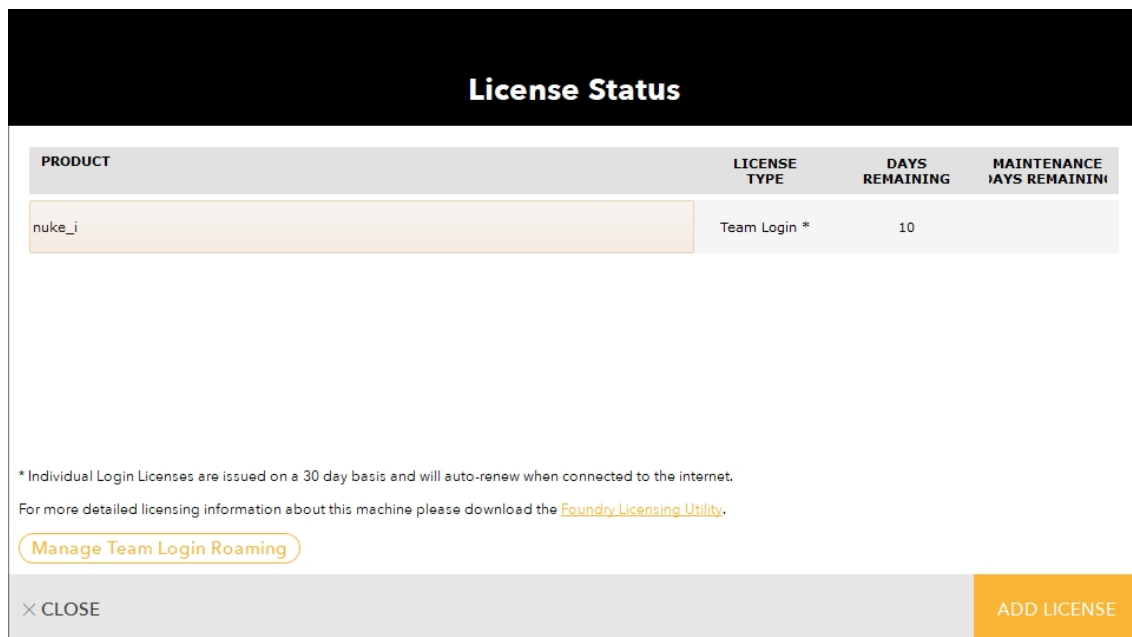 License Status
PRODUCT
LICENSE TYPE
DAYS REMAINING
MAINTENANCE
DAYS REMAINING
nuke_i
Team Login *
10
* Individual Login Licenses are issued on a 30 day basis and will auto-renew when connected to the internet.
For more detailed licensing information about this machine please download the Foundry Licensing Utility.
Manage Team Login Roaming
× CLOSE
ADD LICENSE